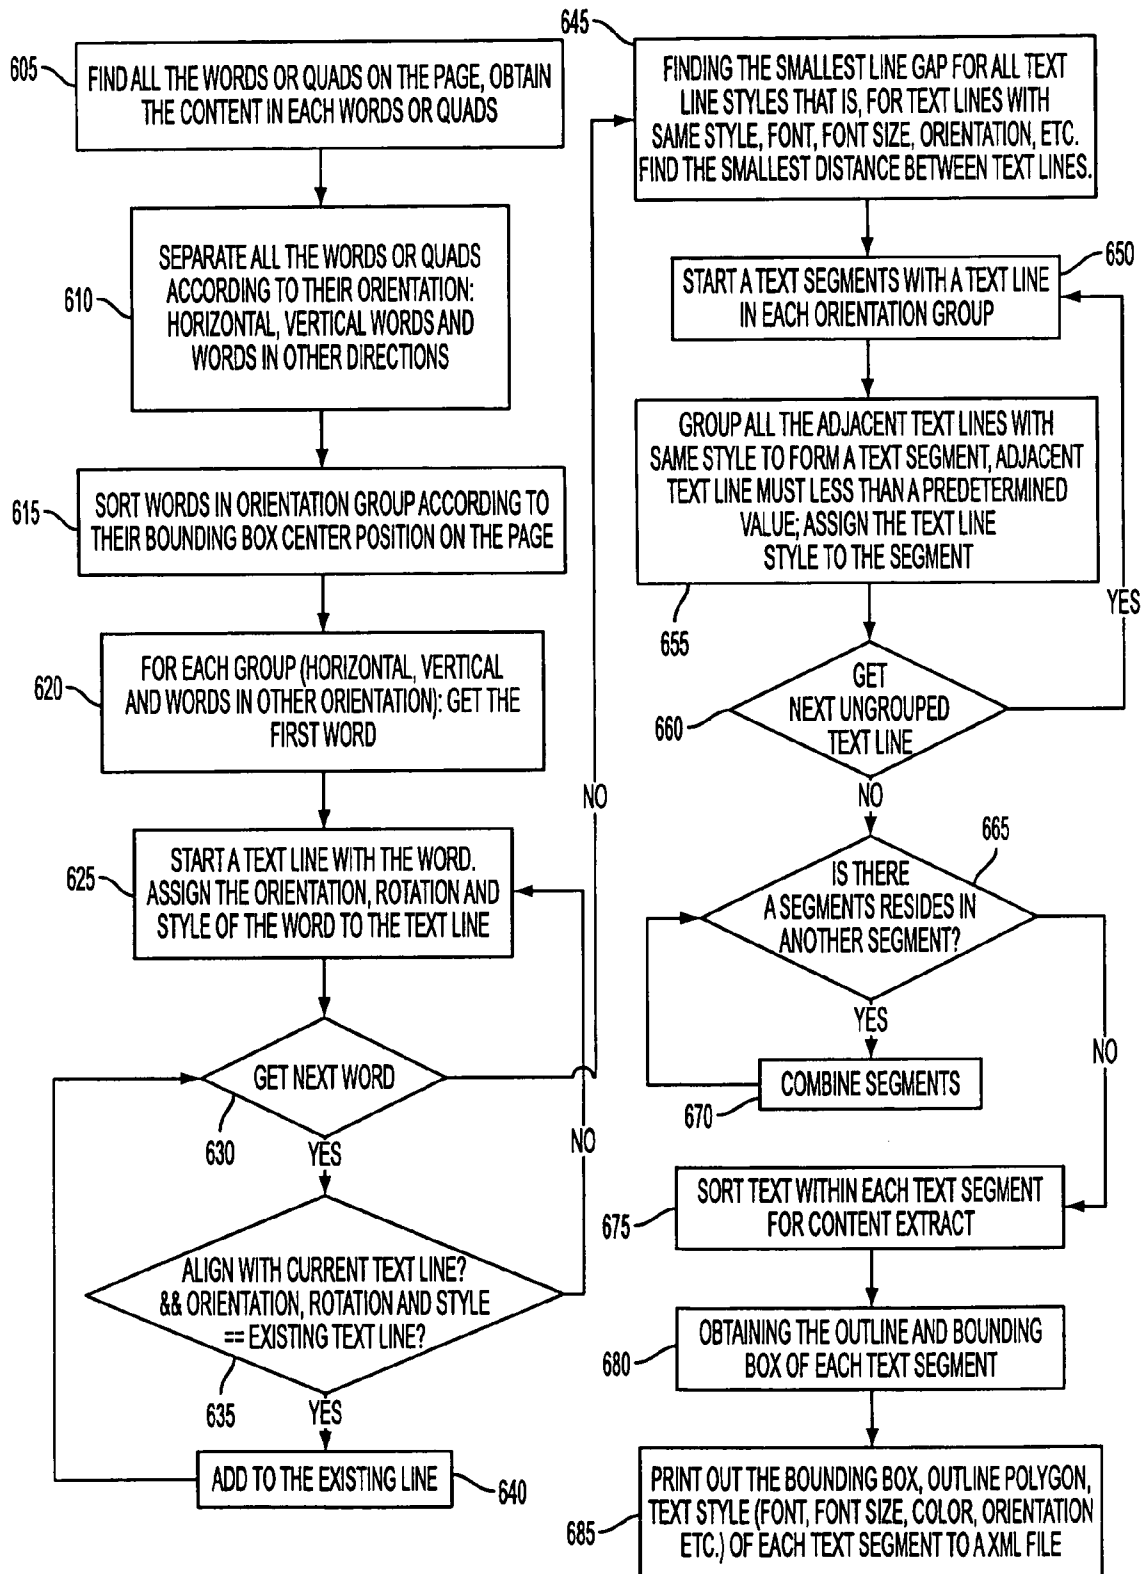 605
FIND ALL THE WORDS OR QUADS ON THE PAGE, OBTAIN
THE CONTENT IN EACH WORDS OR QUADS
610
SEPARATE ALL THE WORDS OR QUADS
ACCORDING TO THEIR ORIENTATION:
HORIZONTAL, VERTICAL WORDS AND
WORDS IN OTHER DIRECTIONS
615
SORT WORDS IN ORIENTATION GROUP ACCORDING TO
THEIR BOUNDING BOX CENTER POSITION ON THE PAGE
620
FOR EACH GROUP (HORIZONTAL, VERTICAL
AND WORDS IN OTHER ORIENTATION): GET THE
FIRST WORD
625
START A TEXT LINE WITH THE WORD.
ASSIGN THE ORIENTATION, ROTATION AND
STYLE OF THE WORD TO THE TEXT LINE
GET NEXT WORD
630
YES
NO
NO
ALIGN WITH CURRENT TEXT LINE?
&& ORIENTATION, ROTATION AND STYLE
== EXISTING TEXT LINE?
635
YES
ADD TO THE EXISTING LINE
640
645
FINDING THE SMALLEST LINE GAP FOR ALL TEXT
LINE STYLES THAT IS, FOR TEXT LINES WITH
SAME STYLE, FONT, FONT SIZE, ORIENTATION, ETC.
FIND THE SMALLEST DISTANCE BETWEEN TEXT LINES.
650
START A TEXT SEGMENTS WITH A TEXT LINE
IN EACH ORIENTATION GROUP
GROUP ALL THE ADJACENT TEXT LINES WITH
SAME STYLE TO FORM A TEXT SEGMENT, ADJACENT
TEXT LINE MUST LESS THAN A PREDETERMINED
VALUE; ASSIGN THE TEXT LINE
STYLE TO THE SEGMENT
655
YES
GET
NEXT UNGROUPED
TEXT LINE
660
NO
665
IS THERE
A SEGMENTS RESIDES IN
ANOTHER SEGMENT?
YES
NO
COMBINE SEGMENTS
670
SORT TEXT WITHIN EACH TEXT SEGMENT
FOR CONTENT EXTRACT
675
OBTAINING THE OUTLINE AND BOUNDING
BOX OF EACH TEXT SEGMENT
680
PRINT OUT THE BOUNDING BOX, OUTLINE POLYGON,
TEXT STYLE (FONT, FONT SIZE, COLOR, ORIENTATION
ETC.) OF EACH TEXT SEGMENT TO A XML FILE
685